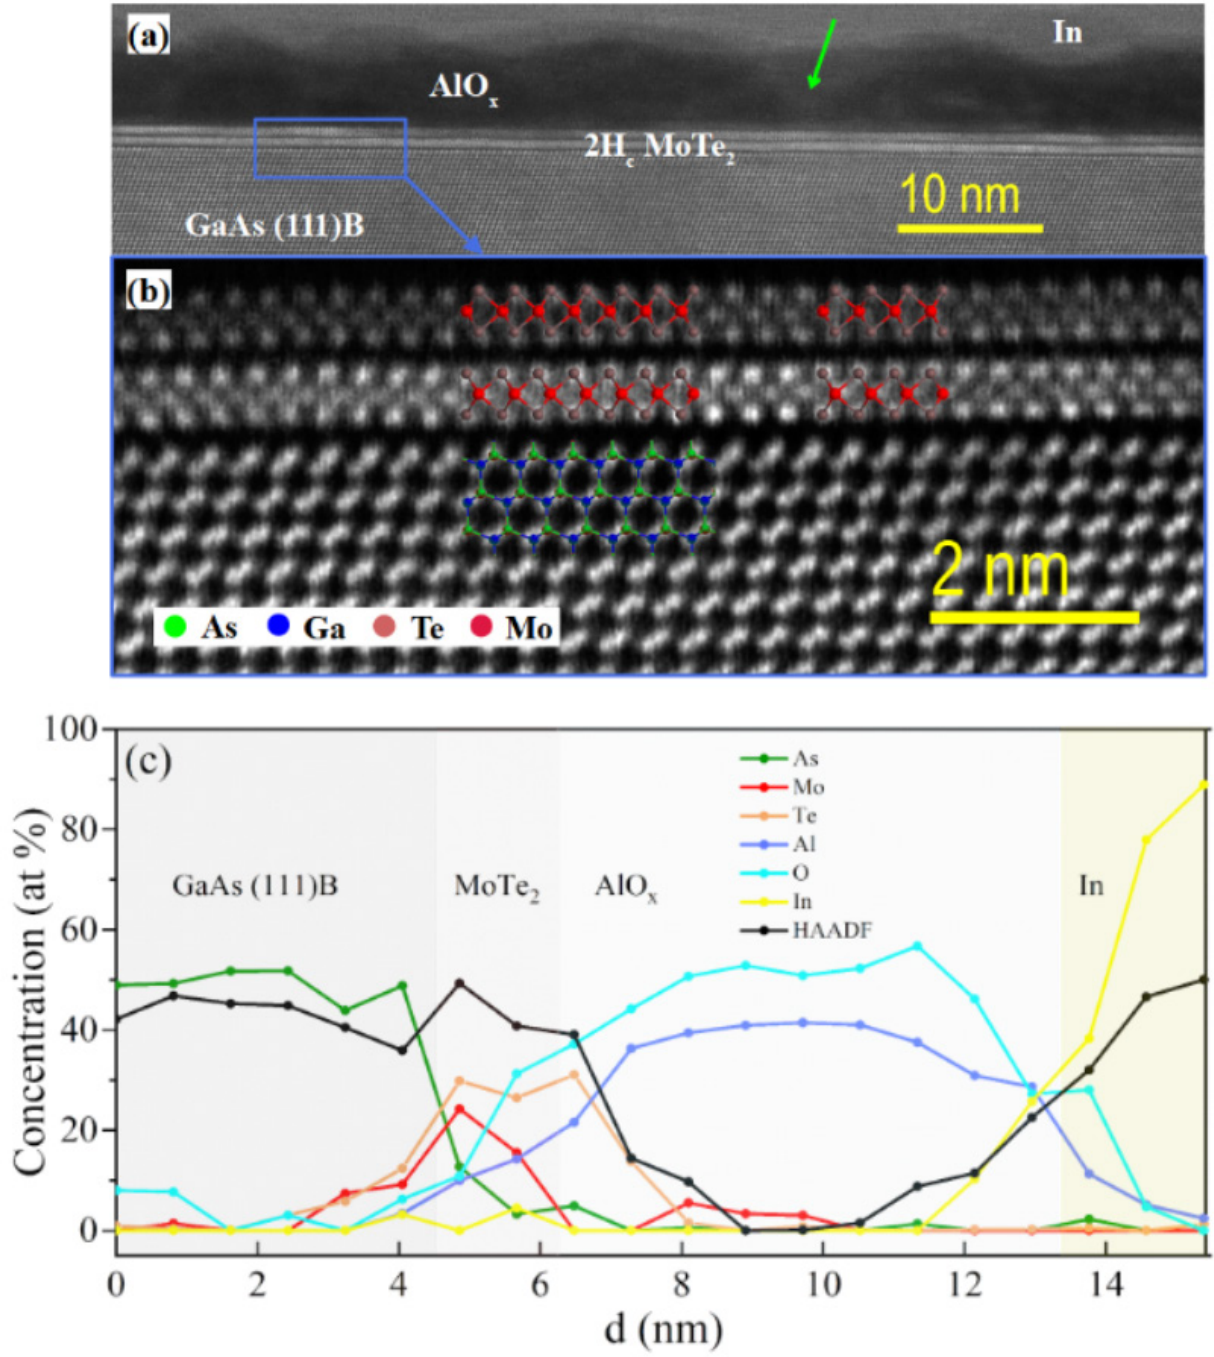 (a)
In
AlOₓ
2H꜀ MoTe₂
10 nm
GaAs (111)B
(b)
2 nm
As Ga Te Mo
(c)
As
Mo
Te
Al
O
In
HAADF
GaAs (111)B MoTe₂ AlOₓ In
Concentration (at %)
100
80
60
40
20
0
0 2 4 6 8 10 12 14
d (nm)